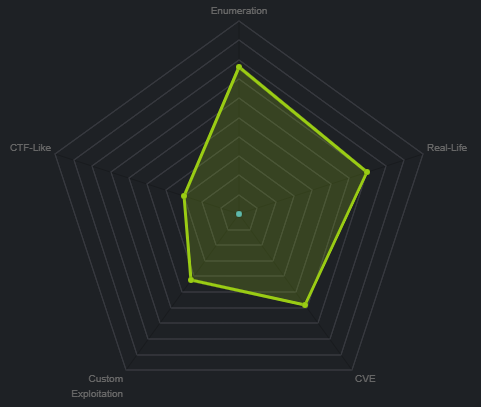 Enumeration
CTF-Like
Real-Life
Custom
Exploitation
CVE